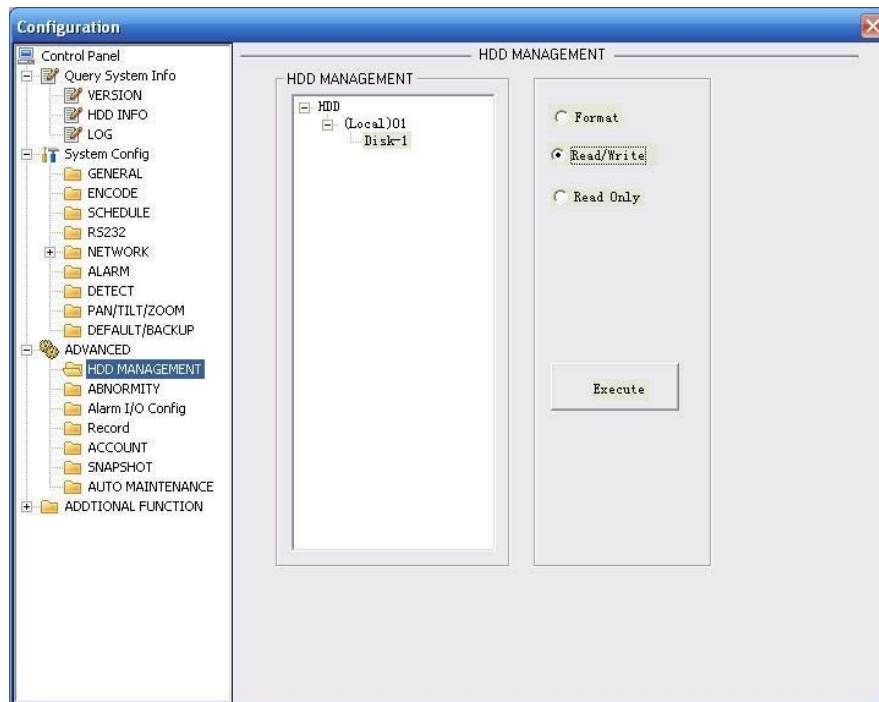 Configuration
Control Panel
Query System Info
VERSION
HDD INFO
LOG
System Config
GENERAL
ENCODE
SCHEDULE
RS232
NETWORK
ALARM
DETECT
PAN/TILT/ZOOM
DEFAULT/BACKUP
ADVANCED
HDD MANAGEMENT
ABNORMITY
Alarm I/O Config
Record
ACCOUNT
SNAPSHOT
AUTO MAINTENANCE
ADDTIONAL FUNCTION
HDD MANAGEMENT
HDD MANAGEMENT
HDD
(Local)01
Disk-1
Format
Read/Write
Read Only
Execute